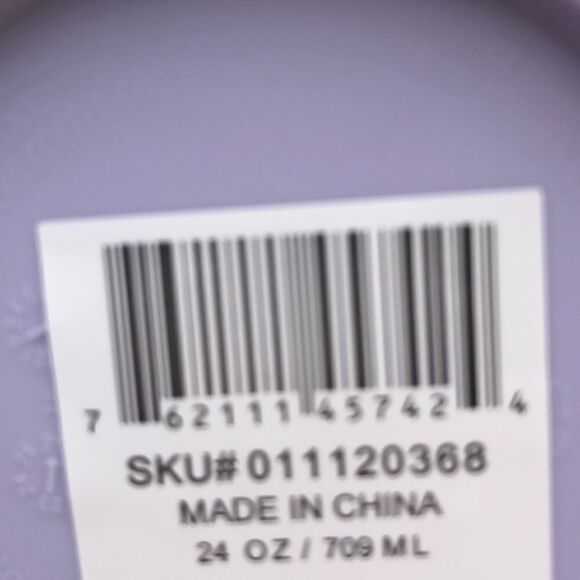 7 62111 45742 4
SKU# 011120368
MADE IN CHINA
24 OZ / 709 ML